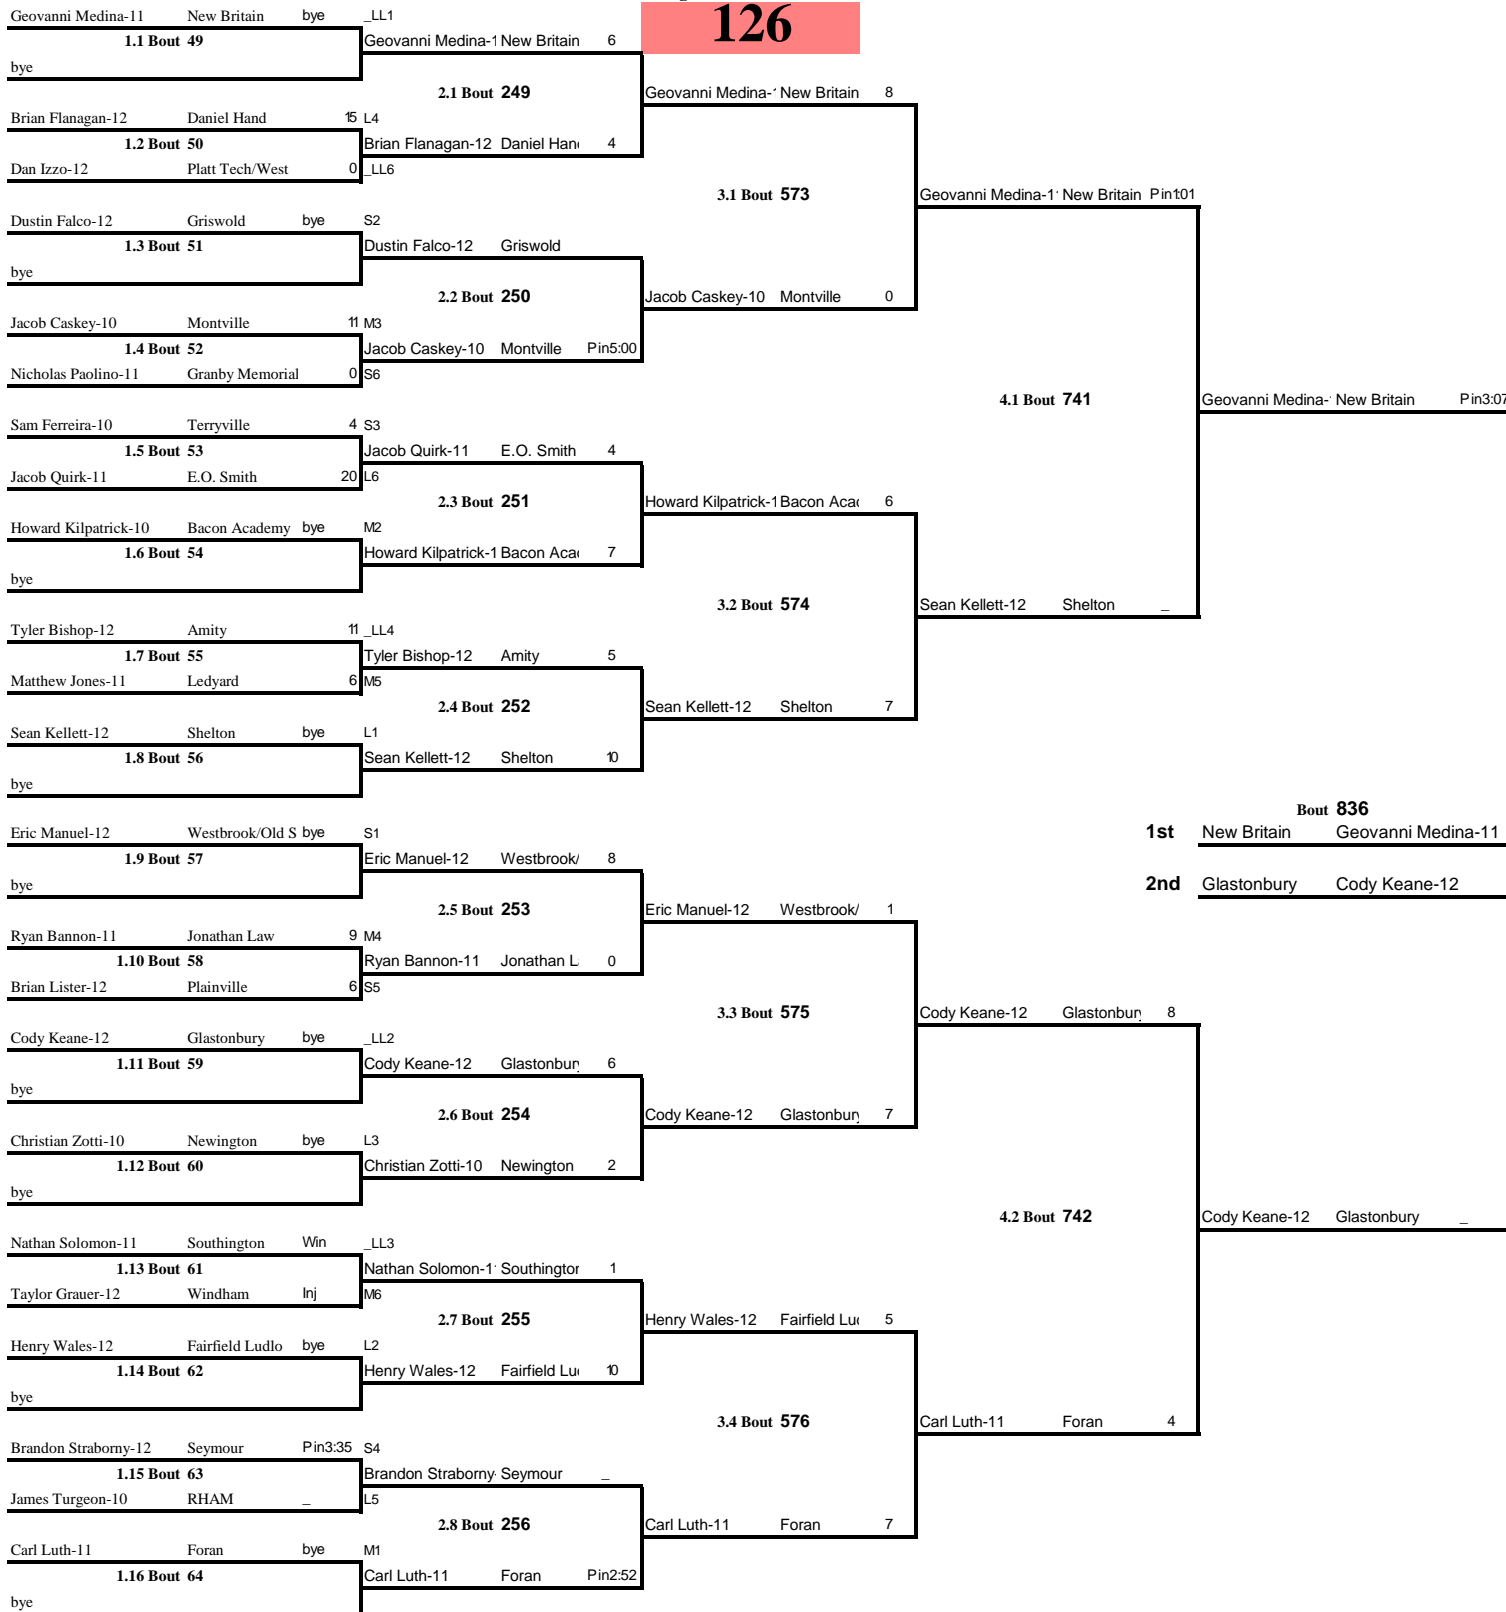 126
Geovanni Medina-11 New Britain bye _LL1
1.1 Bout 49
Geovanni Medina-1 New Britain 6
bye
2.1 Bout 249
Geovanni Medina- New Britain 8
Brian Flanagan-12 Daniel Hand 15 L4
1.2 Bout 50
Brian Flanagan-12 Daniel Han 4
Dan Izzo-12 Platt Tech/West 0 _LL6
3.1 Bout 573
Geovanni Medina-1 New Britain Pin1:01
Dustin Falco-12 Griswold bye S2
1.3 Bout 51
Dustin Falco-12 Griswold
bye
2.2 Bout 250
Jacob Caskey-10 Montville 0
Jacob Caskey-10 Montville 11 M3
1.4 Bout 52
Jacob Caskey-10 Montville Pin5:00
Nicholas Paolino-11 Granby Memorial 0 S6
4.1 Bout 741
Geovanni Medina- New Britain Pin3:07
Sam Ferreira-10 Terryville 4 S3
1.5 Bout 53
Jacob Quirk-11 E.O. Smith 4
Jacob Quirk-11 E.O. Smith 20 L6
2.3 Bout 251
Howard Kilpatrick-1 Bacon Aca 6
Howard Kilpatrick-10 Bacon Academy bye M2
1.6 Bout 54
Howard Kilpatrick-1 Bacon Aca 7
bye
3.2 Bout 574
Sean Kellett-12 Shelton _
Tyler Bishop-12 Amity 11 _LL4
1.7 Bout 55
Tyler Bishop-12 Amity 5
Matthew Jones-11 Ledyard 6 M5
2.4 Bout 252
Sean Kellett-12 Shelton 7
Sean Kellett-12 Shelton bye L1
1.8 Bout 56
Sean Kellett-12 Shelton 10
bye
Bout 836
1st New Britain Geovanni Medina-11
2nd Glastonbury Cody Keane-12
Eric Manuel-12 Westbrook/Old S bye S1
1.9 Bout 57
Eric Manuel-12 Westbrook/ 8
bye
2.5 Bout 253
Eric Manuel-12 Westbrook/ 1
Ryan Bannon-11 Jonathan Law 9 M4
1.10 Bout 58
Ryan Bannon-11 Jonathan L 0
Brian Lister-12 Plainville 6 S5
3.3 Bout 575
Cody Keane-12 Glastonbury 8
Cody Keane-12 Glastonbury bye _LL2
1.11 Bout 59
Cody Keane-12 Glastonbury 6
bye
2.6 Bout 254
Cody Keane-12 Glastonbury 7
Christian Zotti-10 Newington bye L3
1.12 Bout 60
Christian Zotti-10 Newington 2
bye
4.2 Bout 742
Cody Keane-12 Glastonbury _
Nathan Solomon-11 Southington Win _LL3
1.13 Bout 61
Nathan Solomon-1 Southington 1
Taylor Grauer-12 Windham Inj M6
2.7 Bout 255
Henry Wales-12 Fairfield Lu 5
Henry Wales-12 Fairfield Ludlo bye L2
1.14 Bout 62
Henry Wales-12 Fairfield Lu 10
bye
3.4 Bout 576
Carl Luth-11 Foran 4
Brandon Straborny-12 Seymour Pin3:35 S4
1.15 Bout 63
Brandon Straborny- Seymour _
James Turgeon-10 RHAM _ L5
2.8 Bout 256
Carl Luth-11 Foran 7
Carl Luth-11 Foran bye M1
1.16 Bout 64
Carl Luth-11 Foran Pin2:52
bye